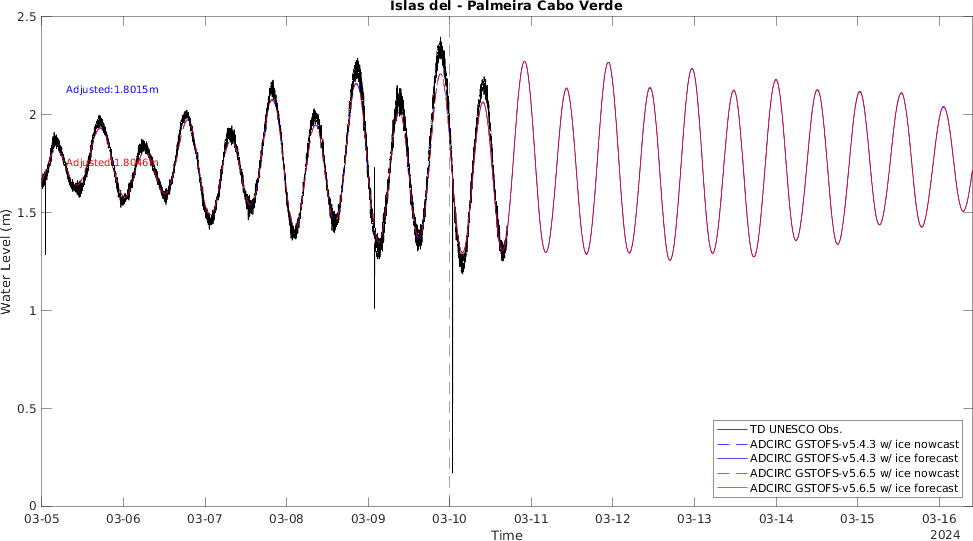 Islas del - Palmeira Cabo Verde
2.5
2
1.5
1
0.5
0
Water Level (m)
Adjusted:1.8015m
Adjusted:1.8046m
03-05 03-06 03-07 03-08 03-09 03-10 03-11 03-12 03-13 03-14 03-15 03-16
2024
Time
TD UNESCO Obs.
ADCIRC GSTOFS-v5.4.3 w/ ice nowcast
ADCIRC GSTOFS-v5.4.3 w/ ice forecast
ADCIRC GSTOFS-v5.6.5 w/ ice nowcast
ADCIRC GSTOFS-v5.6.5 w/ ice forecast